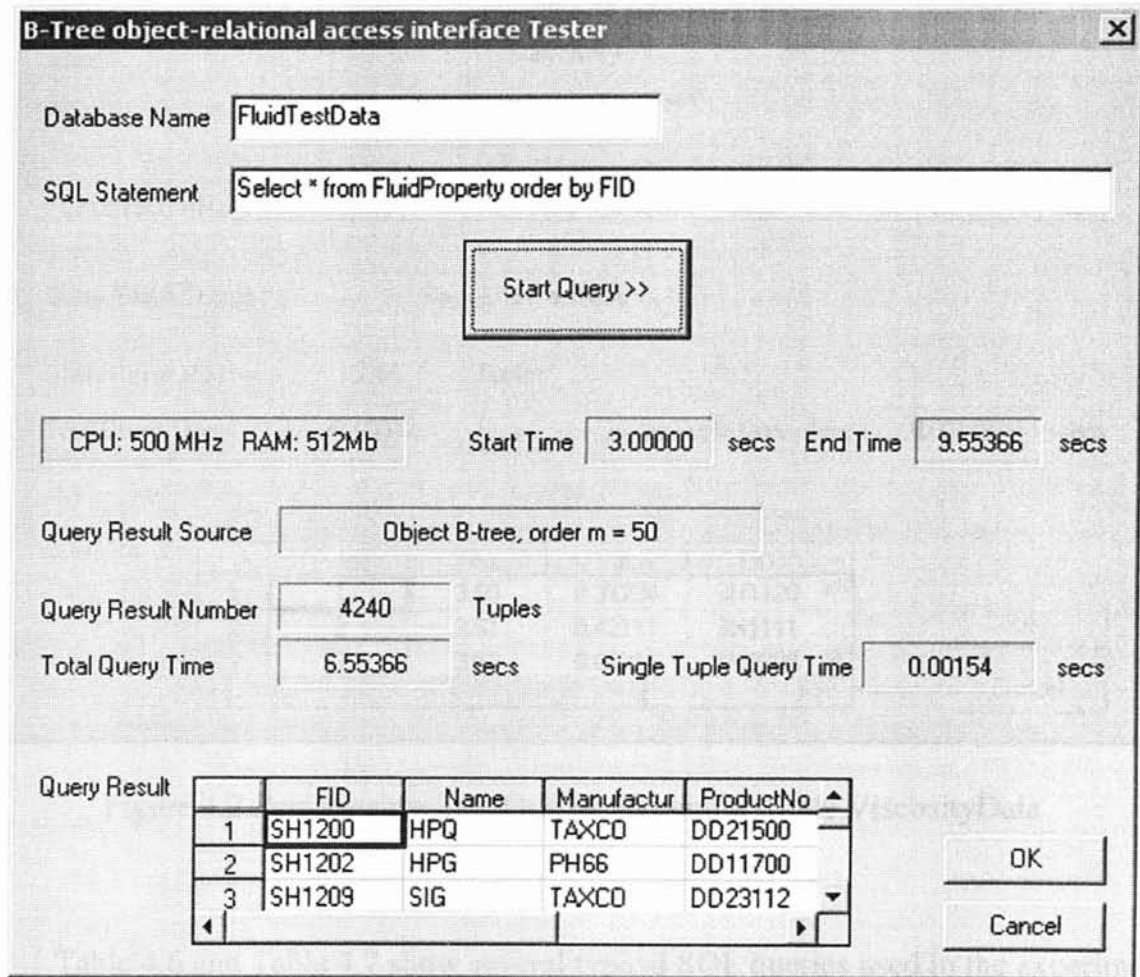 B-Tree object-relational access interface Tester
Database Name FluidTestData
SQL Statement Select * from FluidProperty order by FID
Start Query >>
CPU: 500 MHz RAM: 512Mb Start Time 3.00000 secs End Time 9.55366 secs
Query Result Source Object B-tree, order m = 50
Query Result Number 4240 Tuples
Total Query Time 6.55366 secs Single Tuple Query Time 0.00154 secs
Query Result FID Name Manufactur ProductNo
1 SH1200 HPQ TAXCO DD21500
2 SH1202 HPG PH66 DD11700
3 SH1209 SIG TAXCO DD23112
OK
Cancel